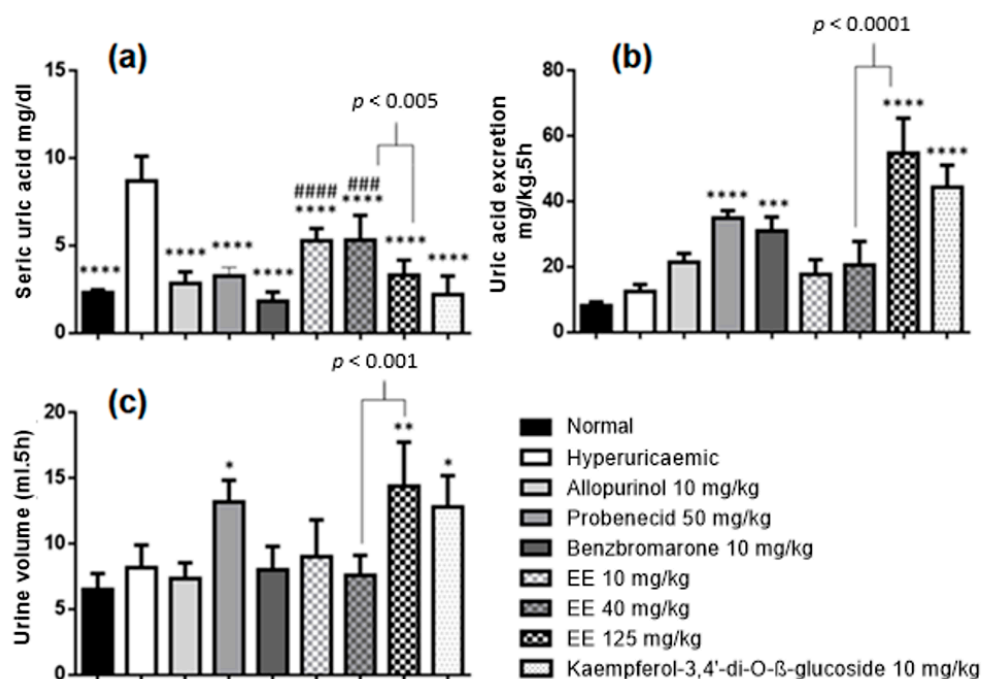 (a)
Seric uric acid mg/dl
15
10
5
0
****
****
****
****
####
****
###
****
p < 0.005
****
****
(b)
Uric acid excretion
mg/kg.5h
80
60
40
20
0
****
***
p < 0.0001
****
****
(c)
Urine volume (ml.5h)
20
15
10
5
0
*
p < 0.001
**
*
Normal
Hyperuricaemic
Allopurinol 10 mg/kg
Probenecid 50 mg/kg
Benzbromarone 10 mg/kg
EE 10 mg/kg
EE 40 mg/kg
EE 125 mg/kg
Kaempferol-3,4'-di-O-ß-glucoside 10 mg/kg